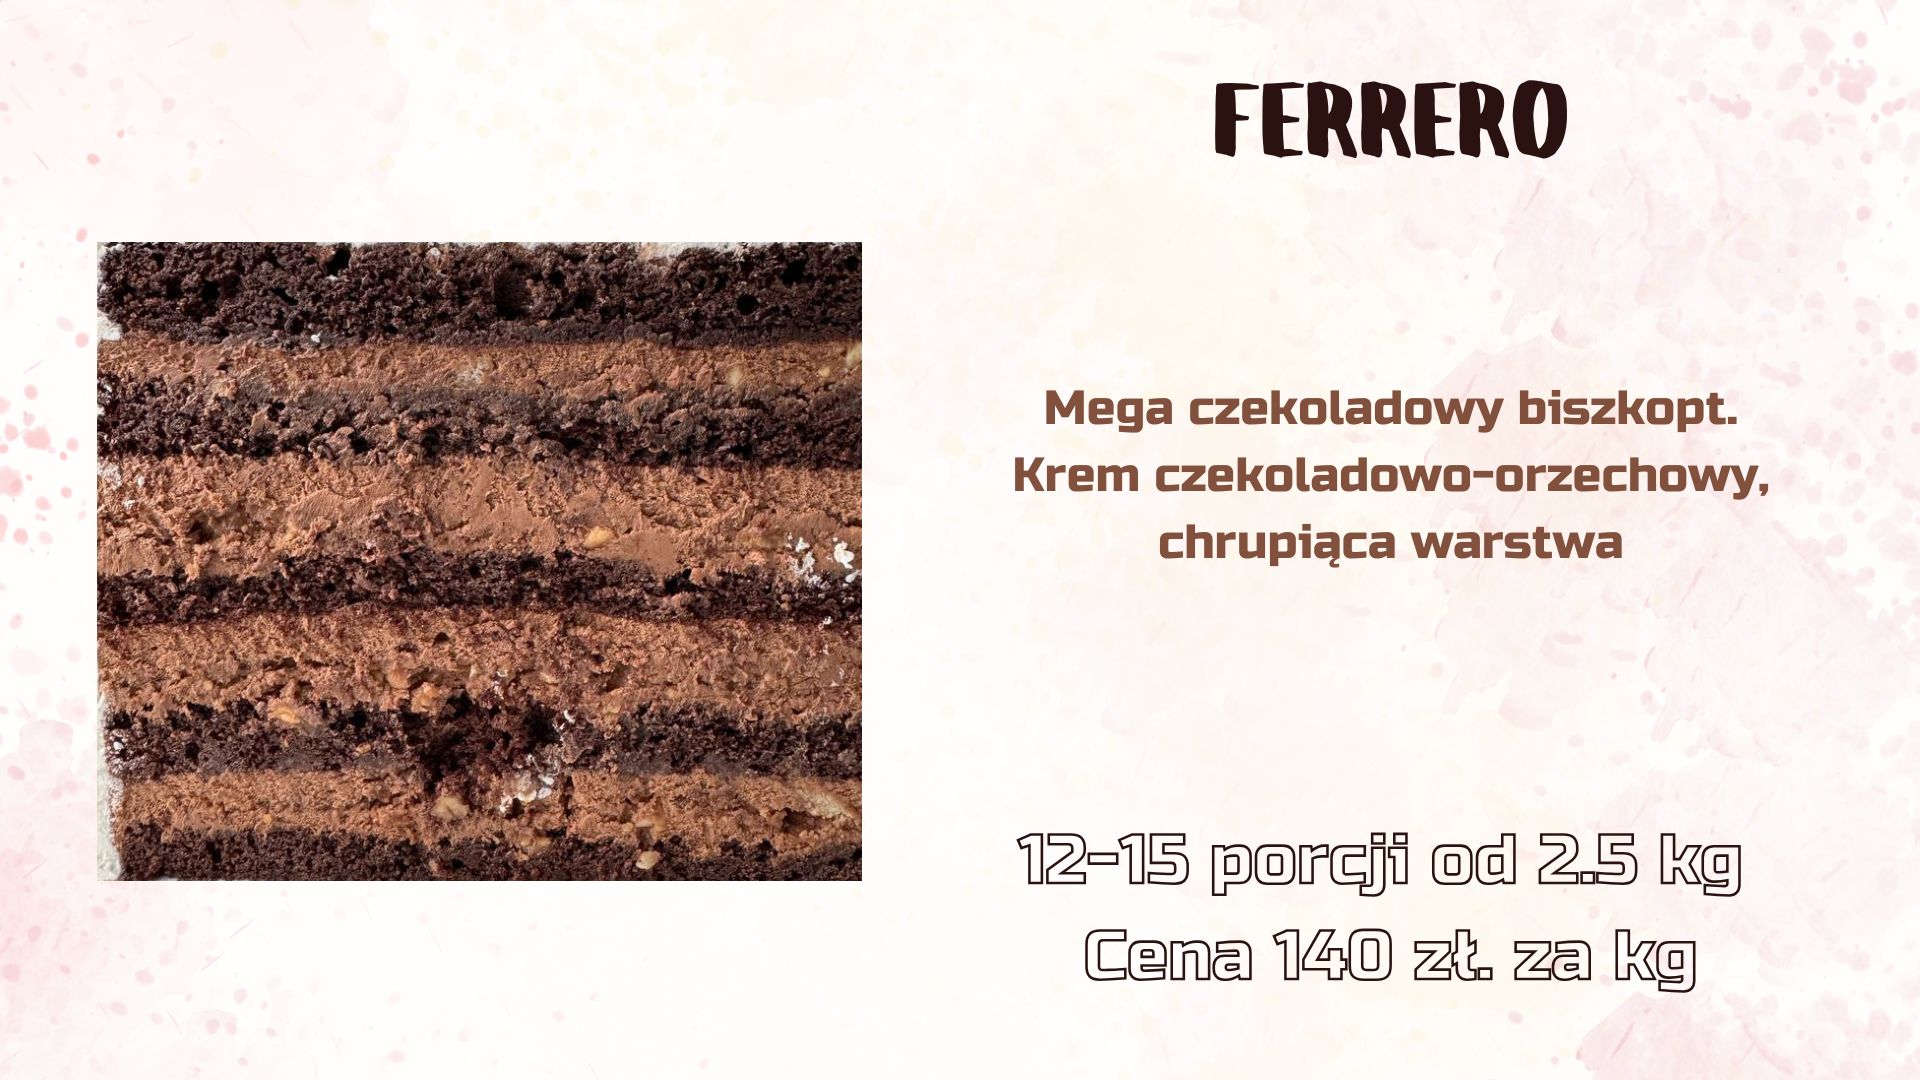 FERRERO
Mega czekoladowy biszkopt.
Krem czekoladowo-orzechowy,
chrupiąca warstwa
12-15 porcji od 2.5 kg
Cena 140 zł. za kg